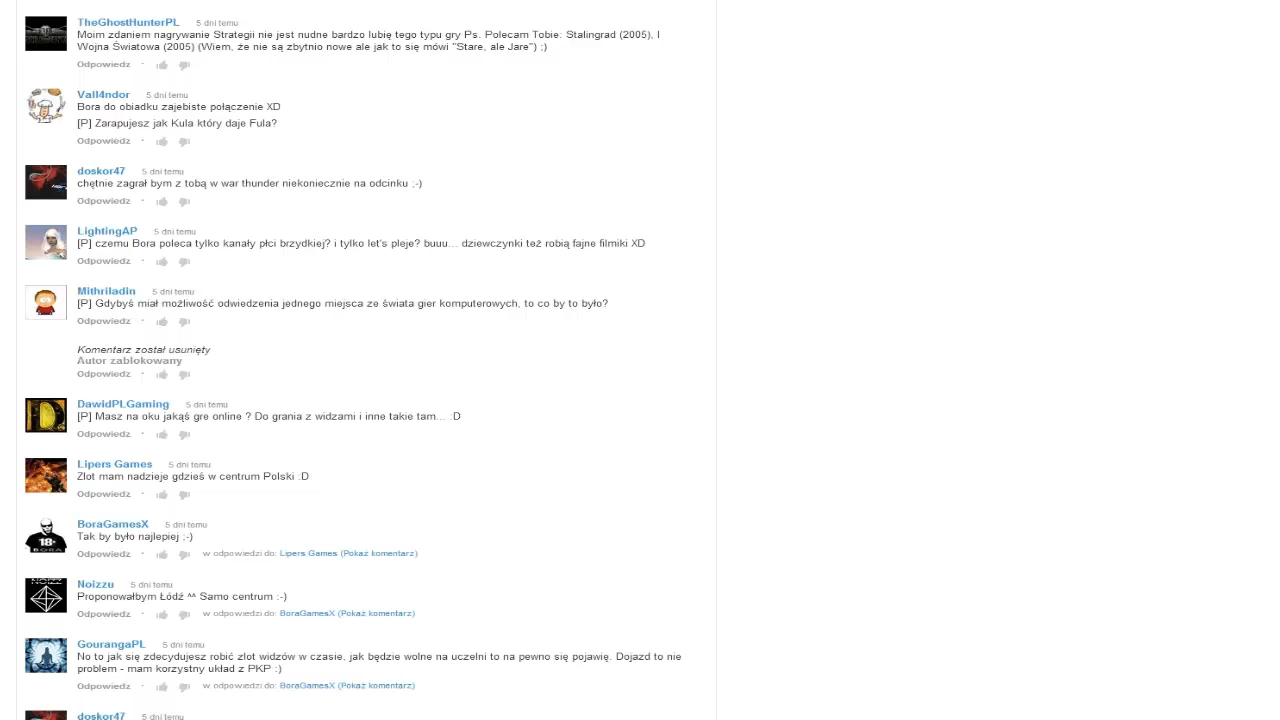 TheGhostHunterPL 5 dni temu
Moim zdaniem nagrywanie Strategii nie jest nudne bardzo lubię tego typu gry Ps. Polecam Tobie: Stalingrad (2005), I
Wojna Światowa (2005) (Wiem, że nie są zbytnio nowe ale jak to się mówi "Stare, ale Jare") ;)
Odpowiedz ·
Vall4ndor 5 dni temu
Bora do obiadku zajebiste połączenie XD
[P] Zarapujesz jak Kula który daje Fula?
Odpowiedz ·
doskor47 5 dni temu
chętnie zagrał bym z tobą w war thunder niekoniecznie na odcinku ;-)
Odpowiedz ·
LightingAP 5 dni temu
[P] czemu Bora poleca tylko kanały płci brzydkiej? i tylko let's pleje? buuu... dziewczynki też robią fajne filmiki XD
Odpowiedz ·
Mithriladin 5 dni temu
[P] Gdybyś miał możliwość odwiedzenia jednego miejsca ze świata gier komputerowych, to co by to było?
Odpowiedz ·
Komentarz został usunięty
Autor zablokowany
Odpowiedz ·
DawidPLGaming 5 dni temu
[P] Masz na oku jakąś gre online ? Do grania z widzami i inne takie tam... :D
Odpowiedz ·
Lipers Games 5 dni temu
Zlot mam nadzieje gdzieś w centrum Polski :D
Odpowiedz ·
18+
BORA
BoraGamesX 5 dni temu
Tak by było najlepiej ;-)
Odpowiedz · w odpowiedzi do: Lipers Games (Pokaż komentarz)
Noizzu 5 dni temu
Proponowałbym Łódź ^^ Samo centrum :-)
Odpowiedz · w odpowiedzi do: BoraGamesX (Pokaż komentarz)
GourangaPL 5 dni temu
No to jak się zdecydujesz robić zlot widzów w czasie, jak będzie wolne na uczelni to na pewno się pojawię. Dojazd to nie
problem - mam korzystny układ z PKP :)
Odpowiedz · w odpowiedzi do: BoraGamesX (Pokaż komentarz)
doskor47 5 dni temu